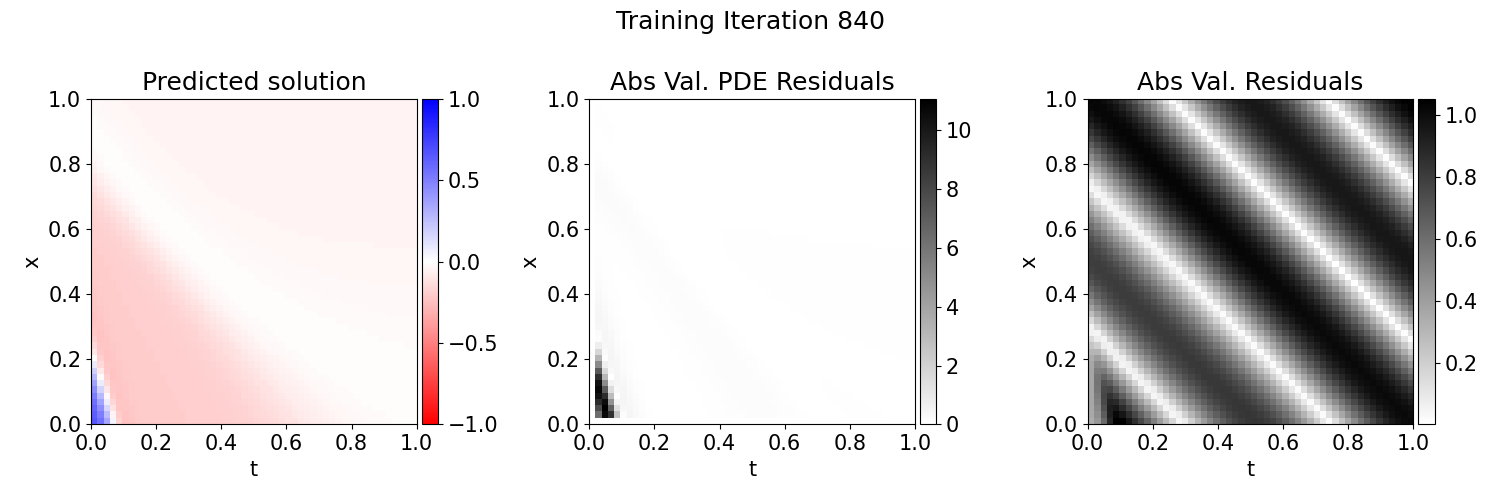 Training Iteration 840
Predicted solution
Abs Val. PDE Residuals
Abs Val. Residuals
1.0
0.8
0.6
0.4
0.2
0.0
x
0.0 0.2 0.4 0.6 0.8 1.0
t
1.0
0.5
0.0
−0.5
−1.0
1.0
0.8
0.6
0.4
0.2
0.0
x
0.0 0.2 0.4 0.6 0.8 1.0
t
10
8
6
4
2
0
1.0
0.8
0.6
0.4
0.2
0.0
x
0.0 0.2 0.4 0.6 0.8 1.0
t
1.0
0.8
0.6
0.4
0.2